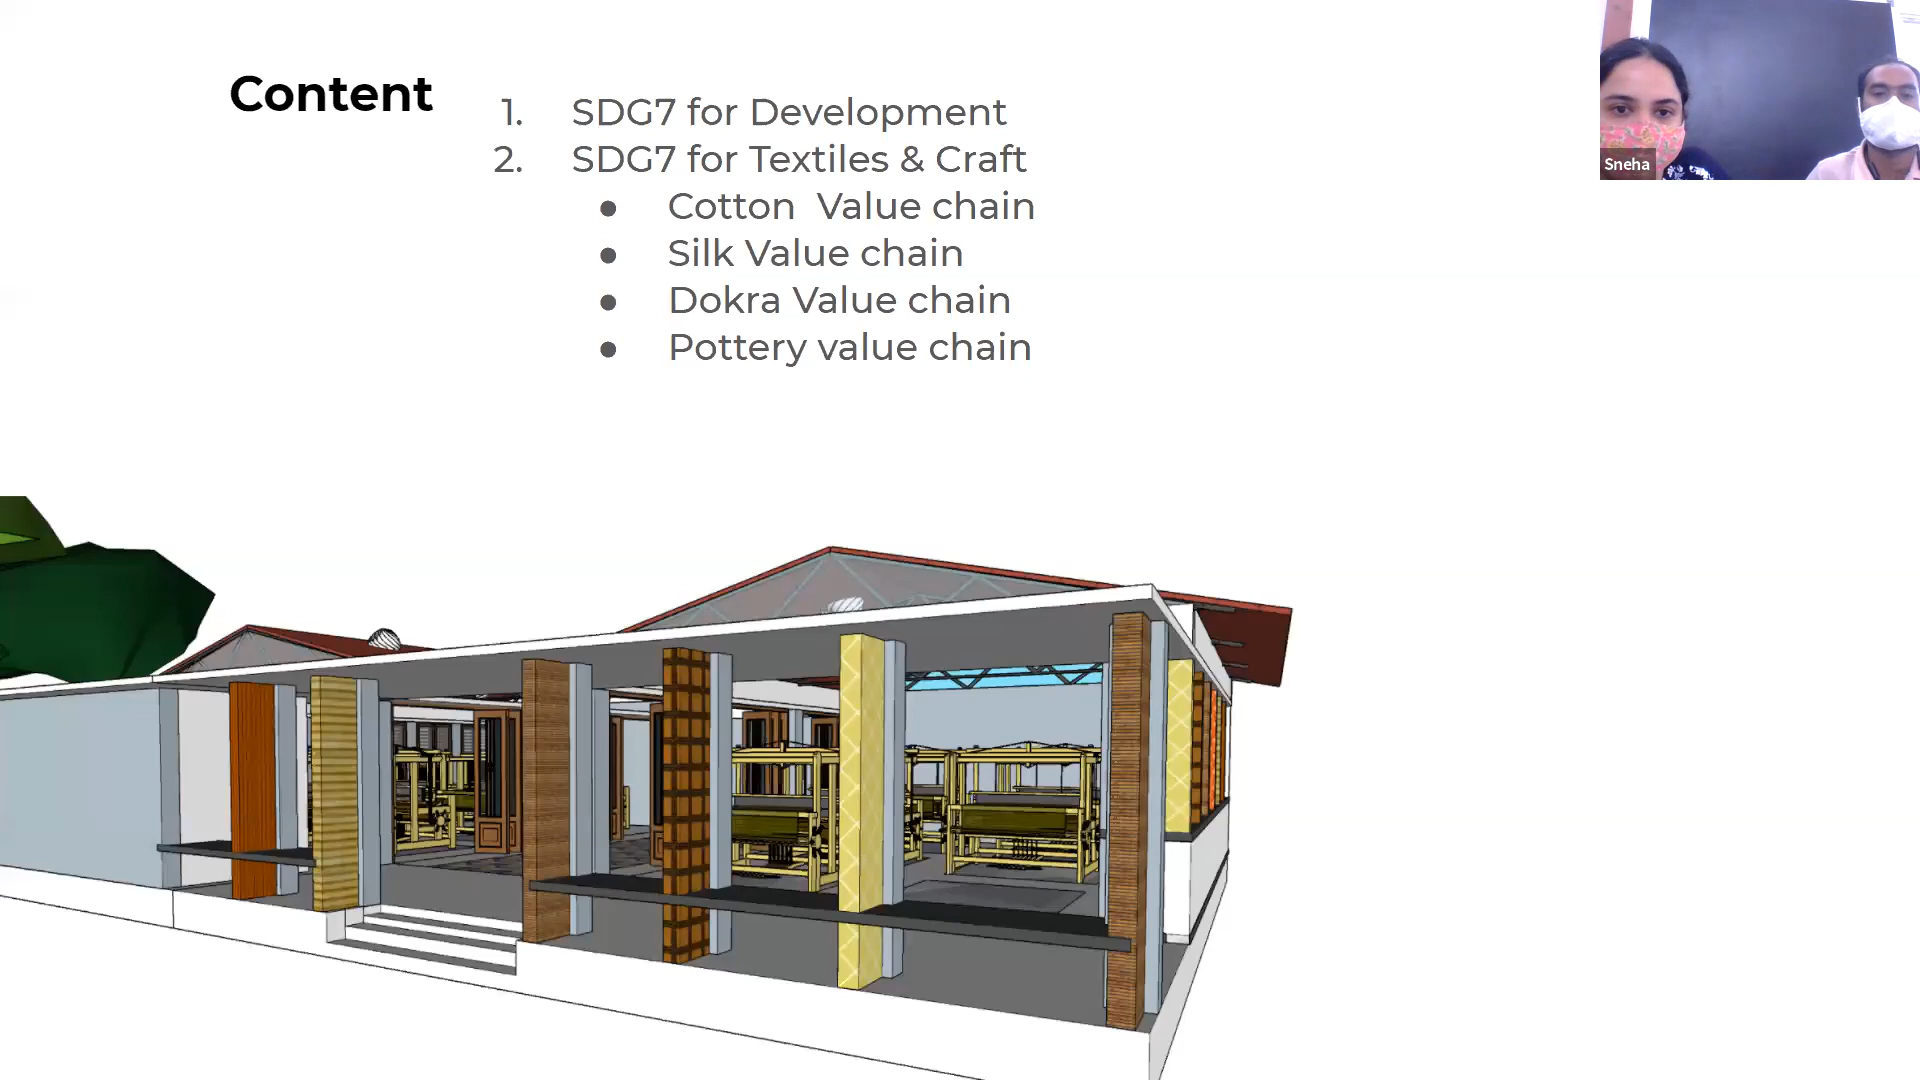 Content
1. SDG7 for Development
2. SDG7 for Textiles & Craft
● Cotton Value chain
● Silk Value chain
● Dokra Value chain
● Pottery value chain
Sneha